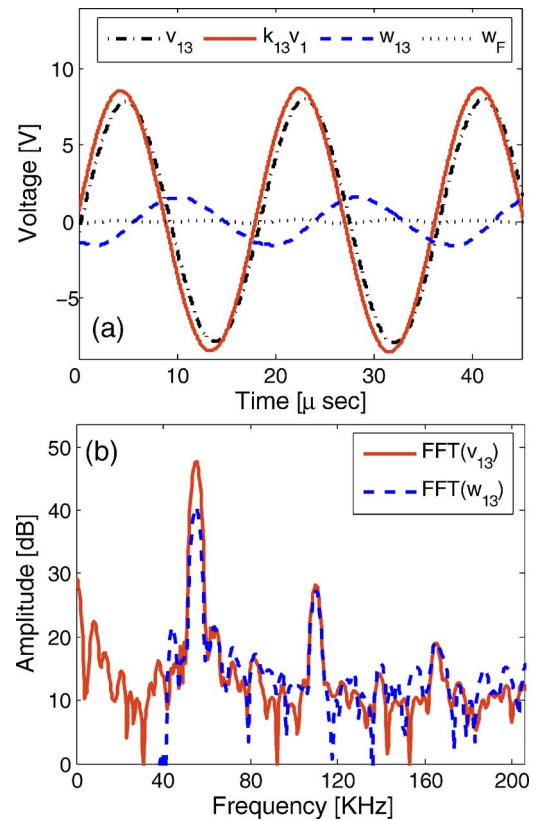 v13 k13v1 w13 wF
10
5
0
−5
Voltage [V]
(a)
0 10 20 30 40
Time [μ sec]
(b)
FFT(v13)
FFT(w13)
50
40
30
20
10
0
Amplitude [dB]
0 40 80 120 160 200
Frequency [KHz]